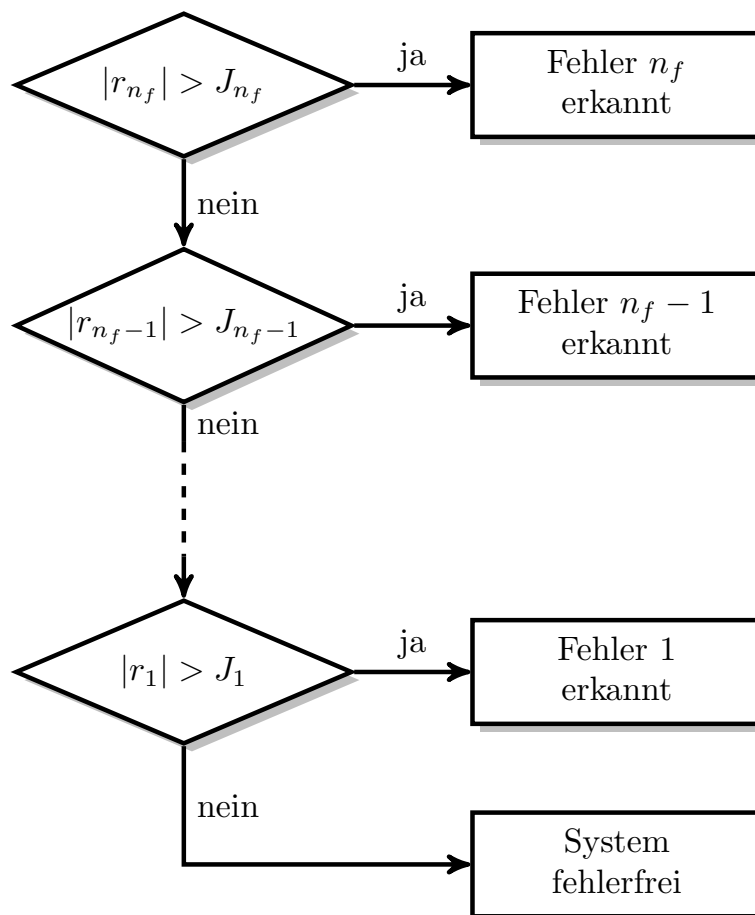 |r_{n_f}| > J_{n_f}
ja
Fehler n_f
erkannt
nein
|r_{n_f−1}| > J_{n_f−1}
ja
Fehler n_f − 1
erkannt
nein
|r_1| > J_1
ja
Fehler 1
erkannt
nein
System
fehlerfrei